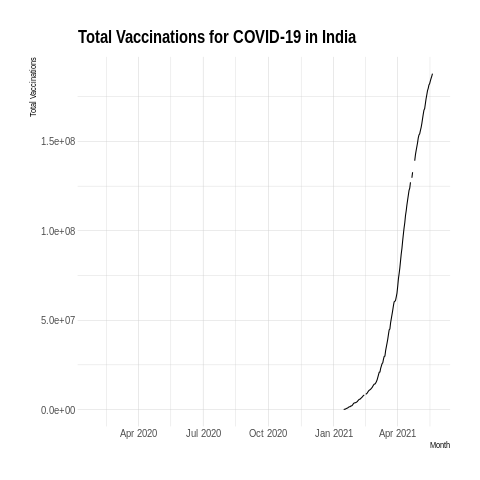 Total Vaccinations for COVID-19 in India
Total Vaccinations
1.5e+08
1.0e+08
5.0e+07
0.0e+00
Apr 2020 Jul 2020 Oct 2020 Jan 2021 Apr 2021
Month